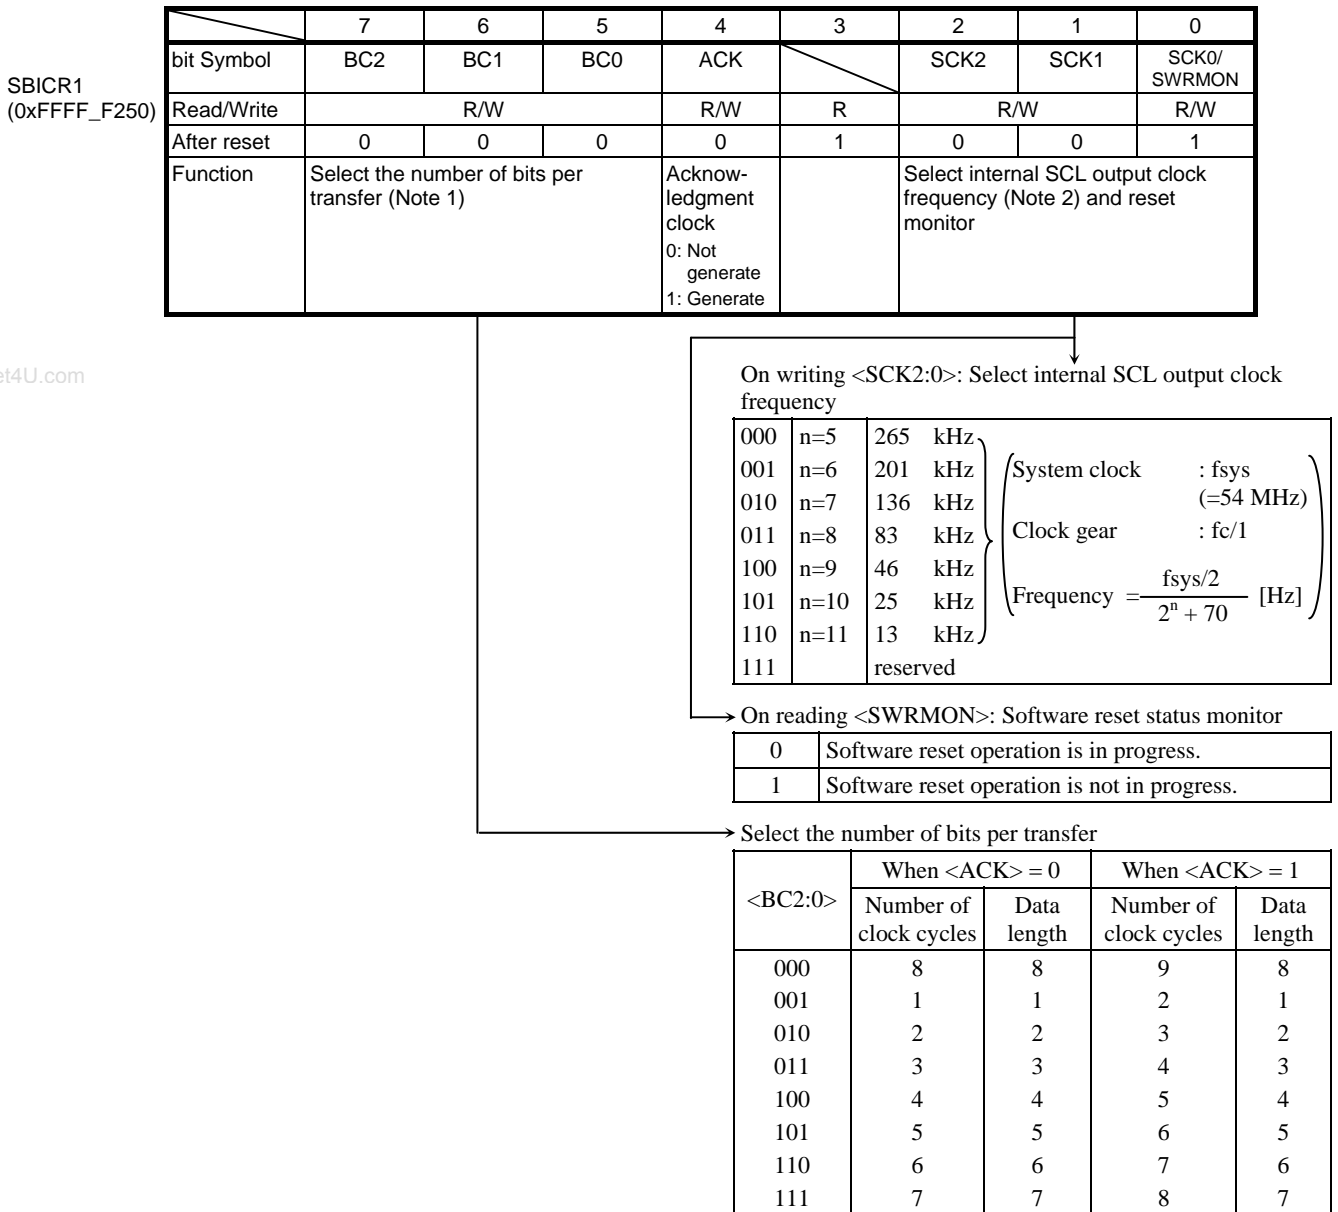 7 6 5 4 3 2 1 0
bit Symbol BC2 BC1 BC0 ACK SCK2 SCK1 SCK0/
SWRMON
SBICR1
(0xFFFF_F250)
Read/Write R/W R/W R R/W R/W
After reset 0 0 0 0 1 0 0 1
Function
Select the number of bits per
transfer (Note 1)
Acknow-
ledgment
clock
0: Not
generate
1: Generate
Select internal SCL output clock
frequency (Note 2) and reset
monitor
et4U.com
On writing <SCK2:0>: Select internal SCL output clock
frequency
000 n=5 265 kHz
001 n=6 201 kHz
010 n=7 136 kHz
011 n=8 83 kHz
100 n=9 46 kHz
101 n=10 25 kHz
110 n=11 13 kHz
111 reserved
System clock : fsys
(=54 MHz)
Clock gear : fc/1
Frequency = fsys/2 / 2^n + 70 [Hz]
On reading <SWRMON>: Software reset status monitor
0 Software reset operation is in progress.
1 Software reset operation is not in progress.
Select the number of bits per transfer
<BC2:0> When <ACK> = 0 When <ACK> = 1
Number of clock cycles Data length Number of clock cycles Data length
000 8 8 9 8
001 1 1 2 1
010 2 2 3 2
011 3 3 4 3
100 4 4 5 4
101 5 5 6 5
110 6 6 7 6
111 7 7 8 7